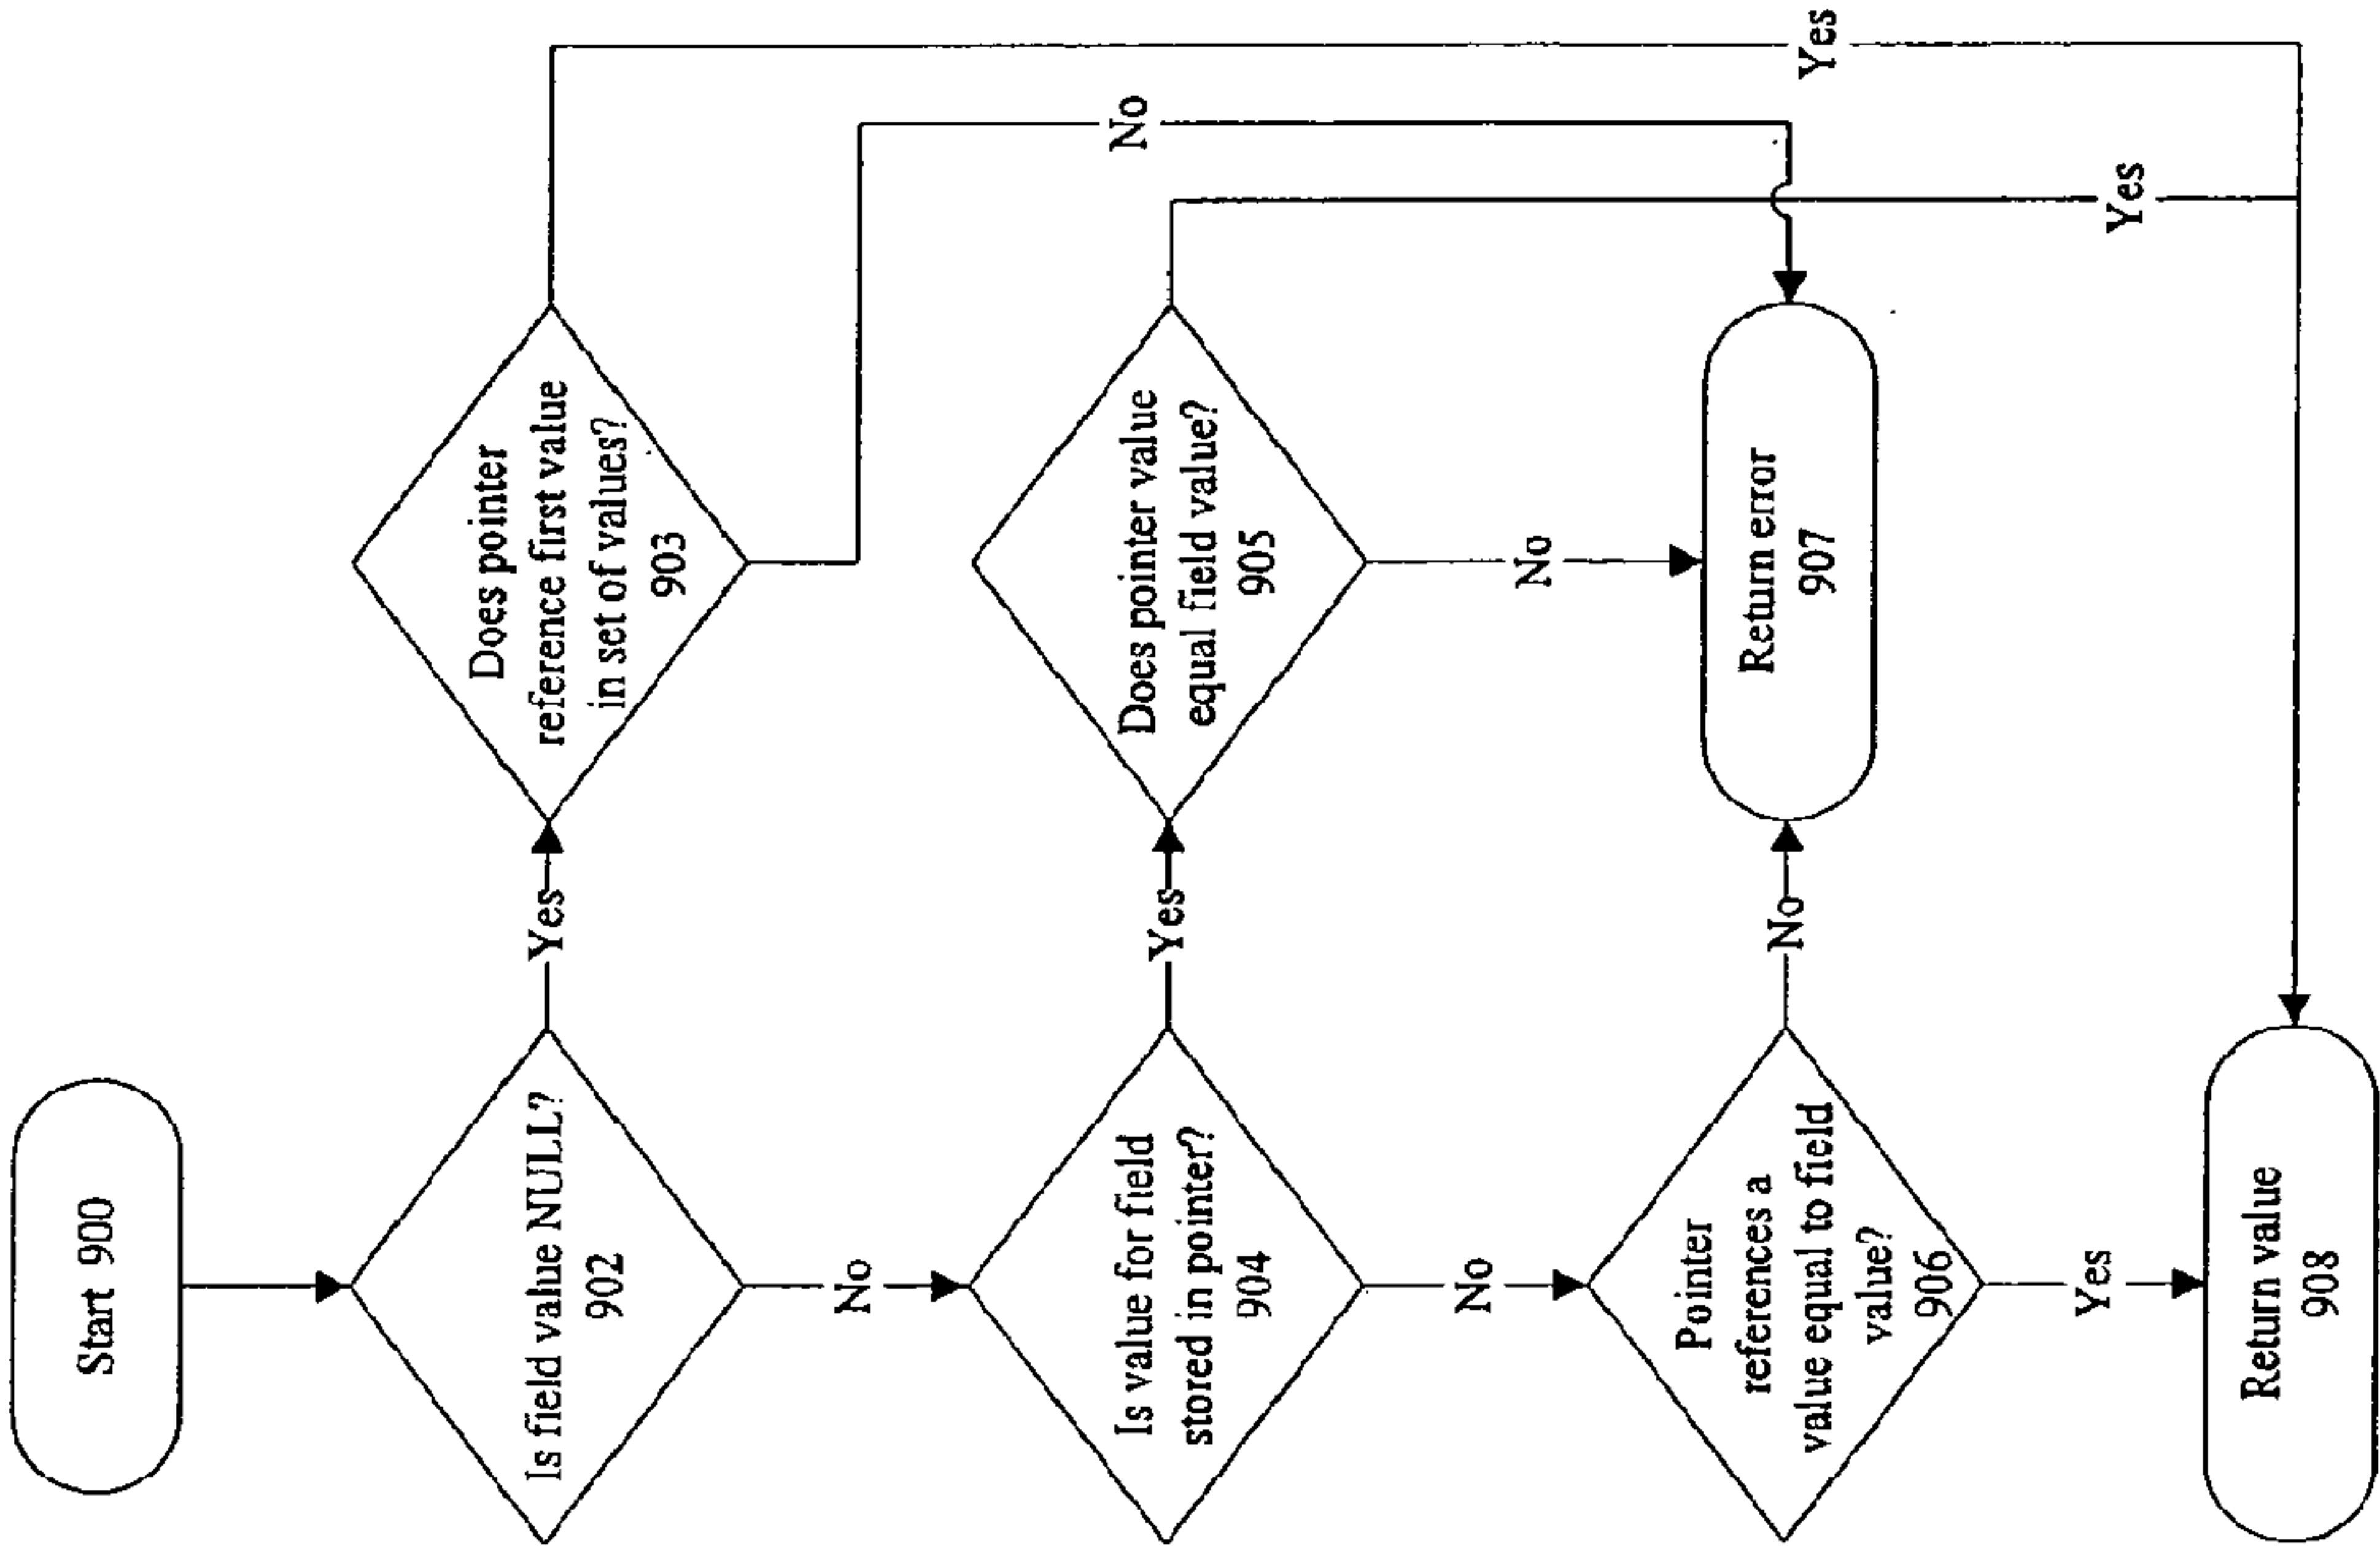 Start 900
Is field value NULL?
902
Yes
Does pointer
reference first value
in set of values?
903
Yes
No
No
Is value for field
stored in pointer?
904
Yes
Does pointer value
equal field value?
905
Yes
No
No
Pointer
references a
value equal to field
value?
906
No
Return error
907
Yes
Return value
908